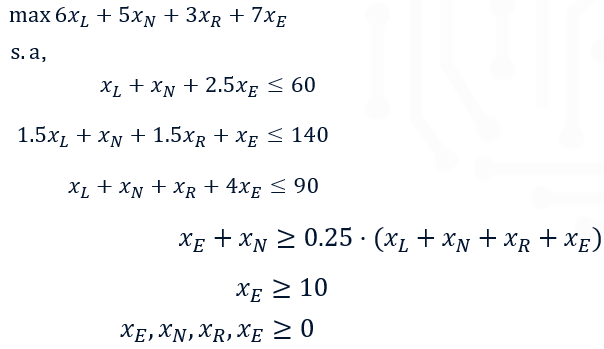 max 6x_L + 5x_N + 3x_R + 7x_E
s. a,
x_L + x_N + 2.5x_E ≤ 60
1.5x_L + x_N + 1.5x_R + x_E ≤ 140
x_L + x_N + x_R + 4x_E ≤ 90
x_E + x_N ≥ 0.25 · (x_L + x_N + x_R + x_E)
x_E ≥ 10
x_E, x_N, x_R, x_E ≥ 0